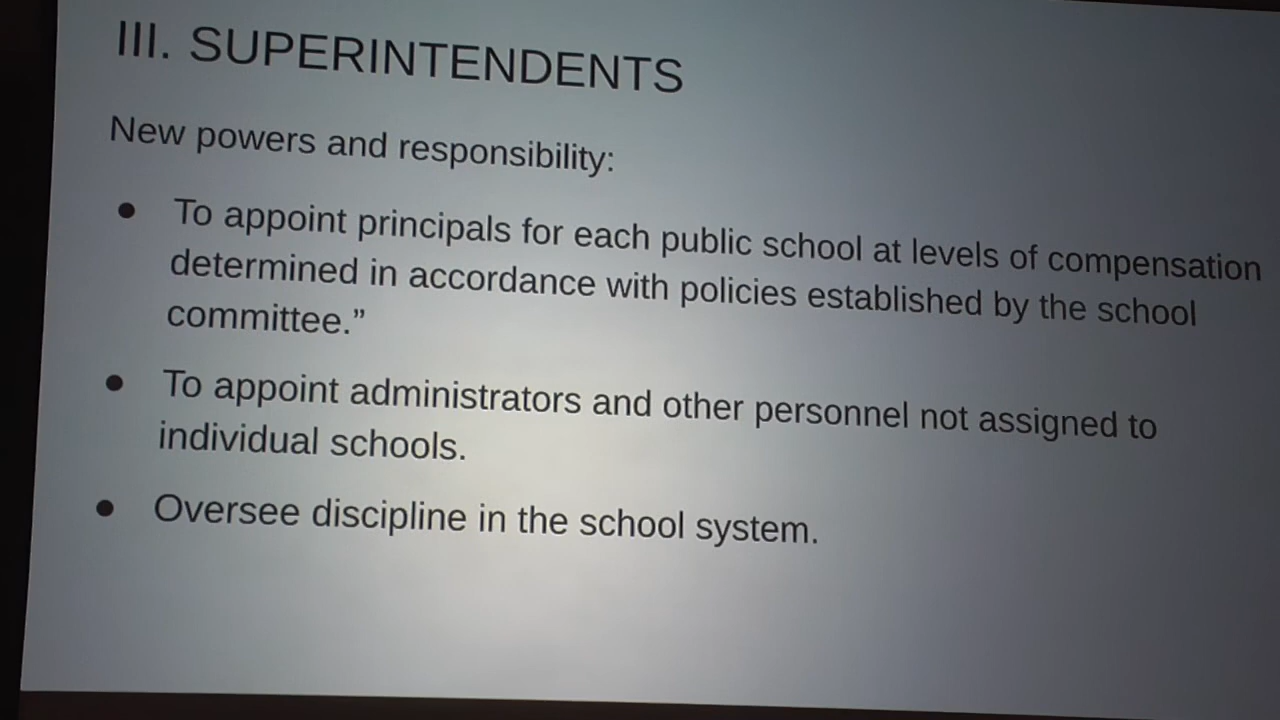 III. SUPERINTENDENTS
New powers and responsibility:
● To appoint principals for each public school at levels of compensation
determined in accordance with policies established by the school
committee.”
● To appoint administrators and other personnel not assigned to
individual schools.
● Oversee discipline in the school system.